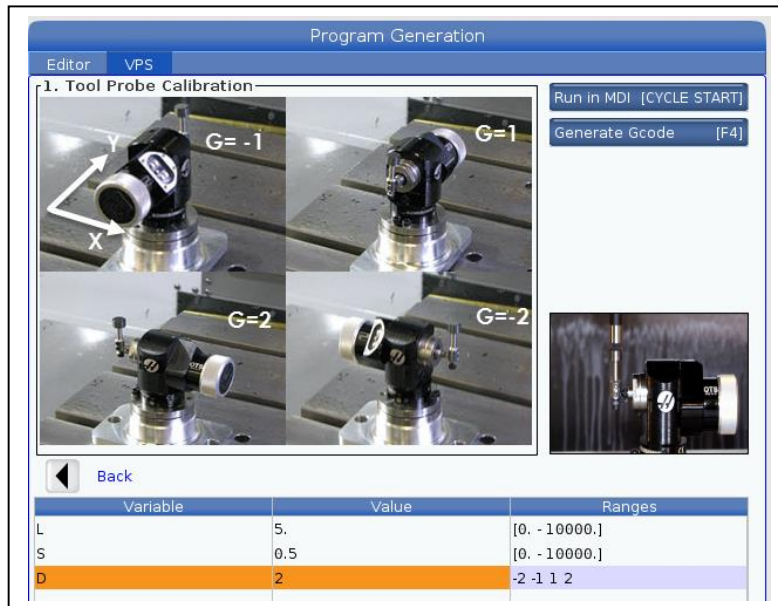 Program Generation
Editor VPS
1. Tool Probe Calibration
Run in MDI [CYCLE START]
Generate Gcode [F4]
G= -1
G=1
Y
X
G=2
G=-2
OTS
Back
Variable Value Ranges
L 5. [0. - 10000.]
S 0.5 [0. - 10000.]
D 2 -2 -1 1 2